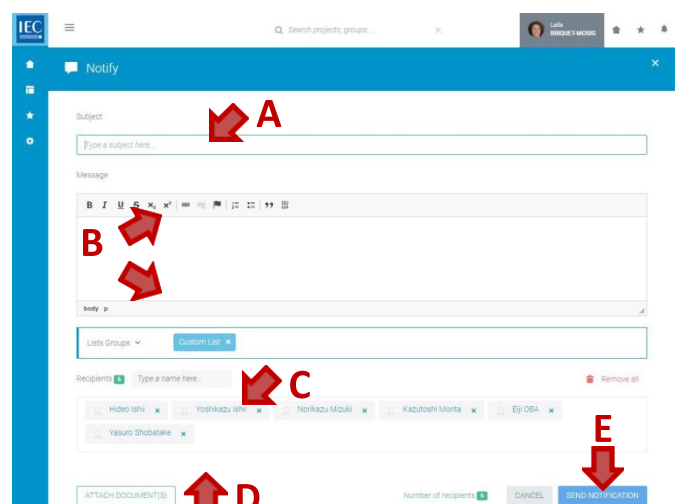 IEC
Search projects, groups ...
Laila
BRIQUET-MOSIG
Notify
Subject
A
Type a subject here...
Message
B I U S x₂ x²
B
body p
Lists Groups
Custom List ×
Recipients 6 Type a name here...
C
Remove all
Hideo Ishii × Yoshikazu Ishii × Norikazu Mizuki × Kazutoshi Morita × Eiji OBA ×
Yasuro Shobatake ×
E
ATTACH DOCUMENT(S)
D
Number of recipients 6
CANCEL
SEND NOTIFICATION